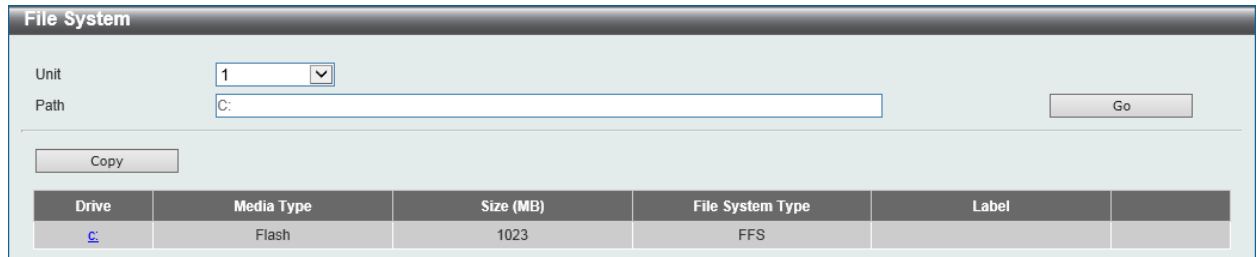 File System
Unit 1
Path C: Go
Copy
Drive Media Type Size (MB) File System Type Label
c: Flash 1023 FFS